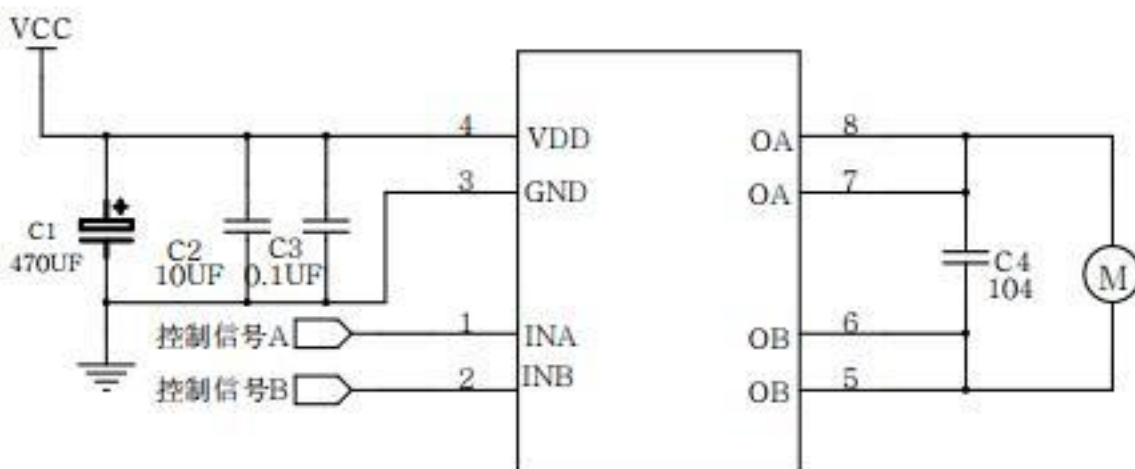 VCC
4
VDD
OA
8
3
GND
OA
7
C1
470UF
C2
10UF
C3
0.1UF
C4
104
M
控制信号A
1
INA
OB
6
控制信号B
2
INB
OB
5